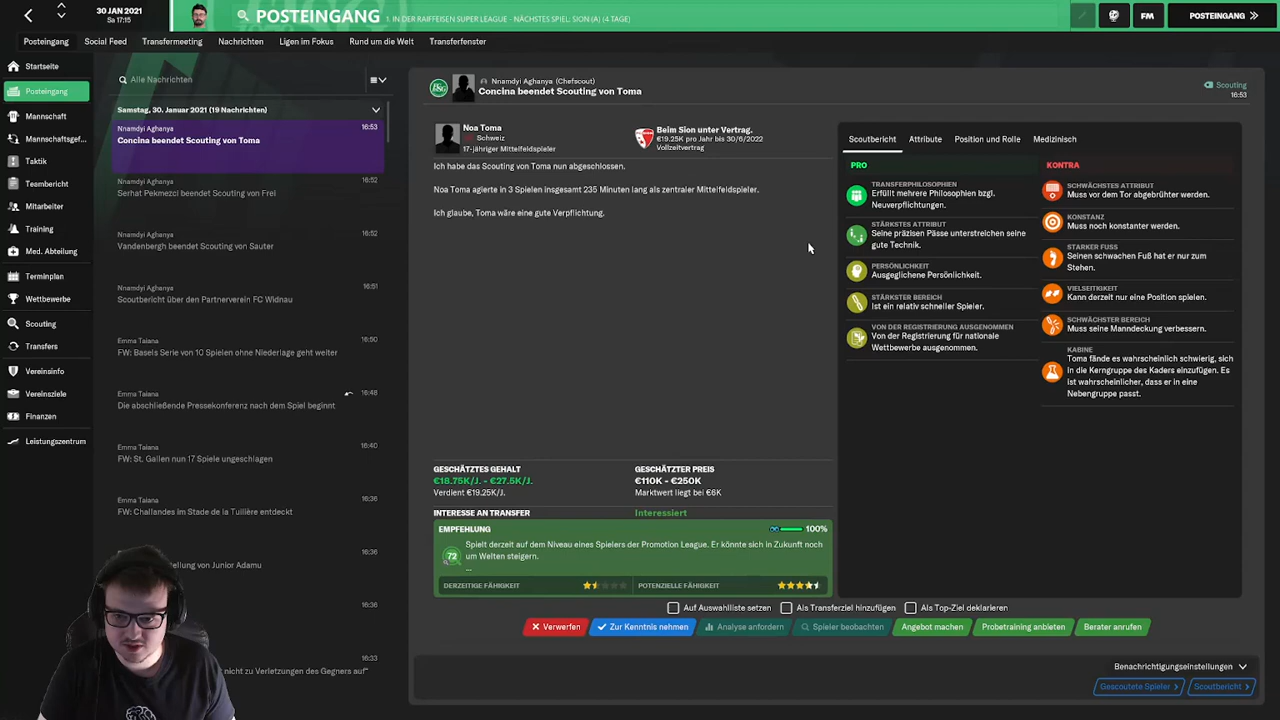 30 JAN 2021
Sa 17:15
POSTEINGANG
1. IN DER RAIFFEISEN SUPER LEAGUE - NÄCHSTES SPIEL: SION (A) (4 TAGE)
FM
POSTEINGANG
Posteingang
Social Feed
Transfermeeting
Nachrichten
Ligen im Fokus
Rund um die Welt
Transferfenster
Startseite
Posteingang
Mannschaft
Mannschaftsgef...
Taktik
Teambericht
Mitarbeiter
Training
Med. Abteilung
Terminplan
Wettbewerbe
Scouting
Transfers
Vereinsinfo
Vereinsziele
Finanzen
Leistungszentrum
Alle Nachrichten
Samstag, 30. Januar 2021 (19 Nachrichten)
Nnamdyi Aghanya 16:53
Concina beendet Scouting von Toma
Nnamdyi Aghanya 16:52
Serhat Pekmezci beendet Scouting von Frei
Nnamdyi Aghanya 16:52
Vandenbergh beendet Scouting von Sauter
Nnamdyi Aghanya 16:51
Scoutbericht über den Partnerverein FC Widnau
Emma Taiana 16:50
FW: Basels Serie von 10 Spielen ohne Niederlage geht weiter
Emma Taiana 16:48
Die abschließende Pressekonferenz nach dem Spiel beginnt
Emma Taiana 16:40
FW: St. Gallen nun 17 Spiele ungeschlagen
Emma Taiana 16:36
FW: Challandes im Stade de la Tuilière entdeckt
16:36
tellung von Junior Adamu
16:36
16:33
nicht zu Verletzungen des Gegners auf"
Nnamdyi Aghanya (Chefscout)
Concina beendet Scouting von Toma
Scouting
16:53
Noa Toma
Schweiz
17-jähriger Mittelfeldspieler
Beim Sion unter Vertrag.
€19.25K pro Jahr bis 30/6/2022
Vollzeitvertrag
Ich habe das Scouting von Toma nun abgeschlossen.
Noa Toma agierte in 3 Spielen insgesamt 235 Minuten lang als zentraler Mittelfeldspieler.
Ich glaube, Toma wäre eine gute Verpflichtung.
GESCHÄTZTES GEHALT
€18.75K/J. - €27.5K/J.
Verdient €19.25K/J.
GESCHÄTZTER PREIS
€110K - €250K
Marktwert liegt bei €6K
INTERESSE AN TRANSFER
Interessiert
EMPFEHLUNG
100%
72
Spielt derzeit auf dem Niveau eines Spielers der Promotion League. Er könnte sich in Zukunft noch
um Welten steigern.
...
DERZEITIGE FÄHIGKEIT
POTENZIELLE FÄHIGKEIT
Scoutbericht
Attribute
Position und Rolle
Medizinisch
PRO
TRANSFERPHILOSOPHIEN
Erfüllt mehrere Philosophien bzgl.
Neuverpflichtungen.
STÄRKSTES ATTRIBUT
Seine präzisen Pässe unterstreichen seine
gute Technik.
PERSÖNLICHKEIT
Ausgeglichene Persönlichkeit.
STÄRKSTER BEREICH
Ist ein relativ schneller Spieler.
VON DER REGISTRIERUNG AUSGENOMMEN
Von der Registrierung für nationale
Wettbewerbe ausgenommen.
KONTRA
SCHWÄCHSTES ATTRIBUT
Muss vor dem Tor abgebrühter werden.
KONSTANZ
Muss noch konstanter werden.
STARKER FUSS
Seinen schwachen Fuß hat er nur zum
Stehen.
VIELSEITIGKEIT
Kann derzeit nur eine Position spielen.
SCHWÄCHSTER BEREICH
Muss seine Manndeckung verbessern.
KABINE
Toma fände es wahrscheinlich schwierig, sich
in die Kerngruppe des Kaders einzufügen. Es
ist wahrscheinlicher, dass er in eine
Nebengruppe passt.
Auf Auswahlliste setzen
Als Transferziel hinzufügen
Als Top-Ziel deklarieren
Verwerfen
Zur Kenntnis nehmen
Analyse anfordern
Spieler beobachten
Angebot machen
Probetraining anbieten
Berater anrufen
Benachrichtigungseinstellungen
Gescoutete Spieler
Scoutbericht